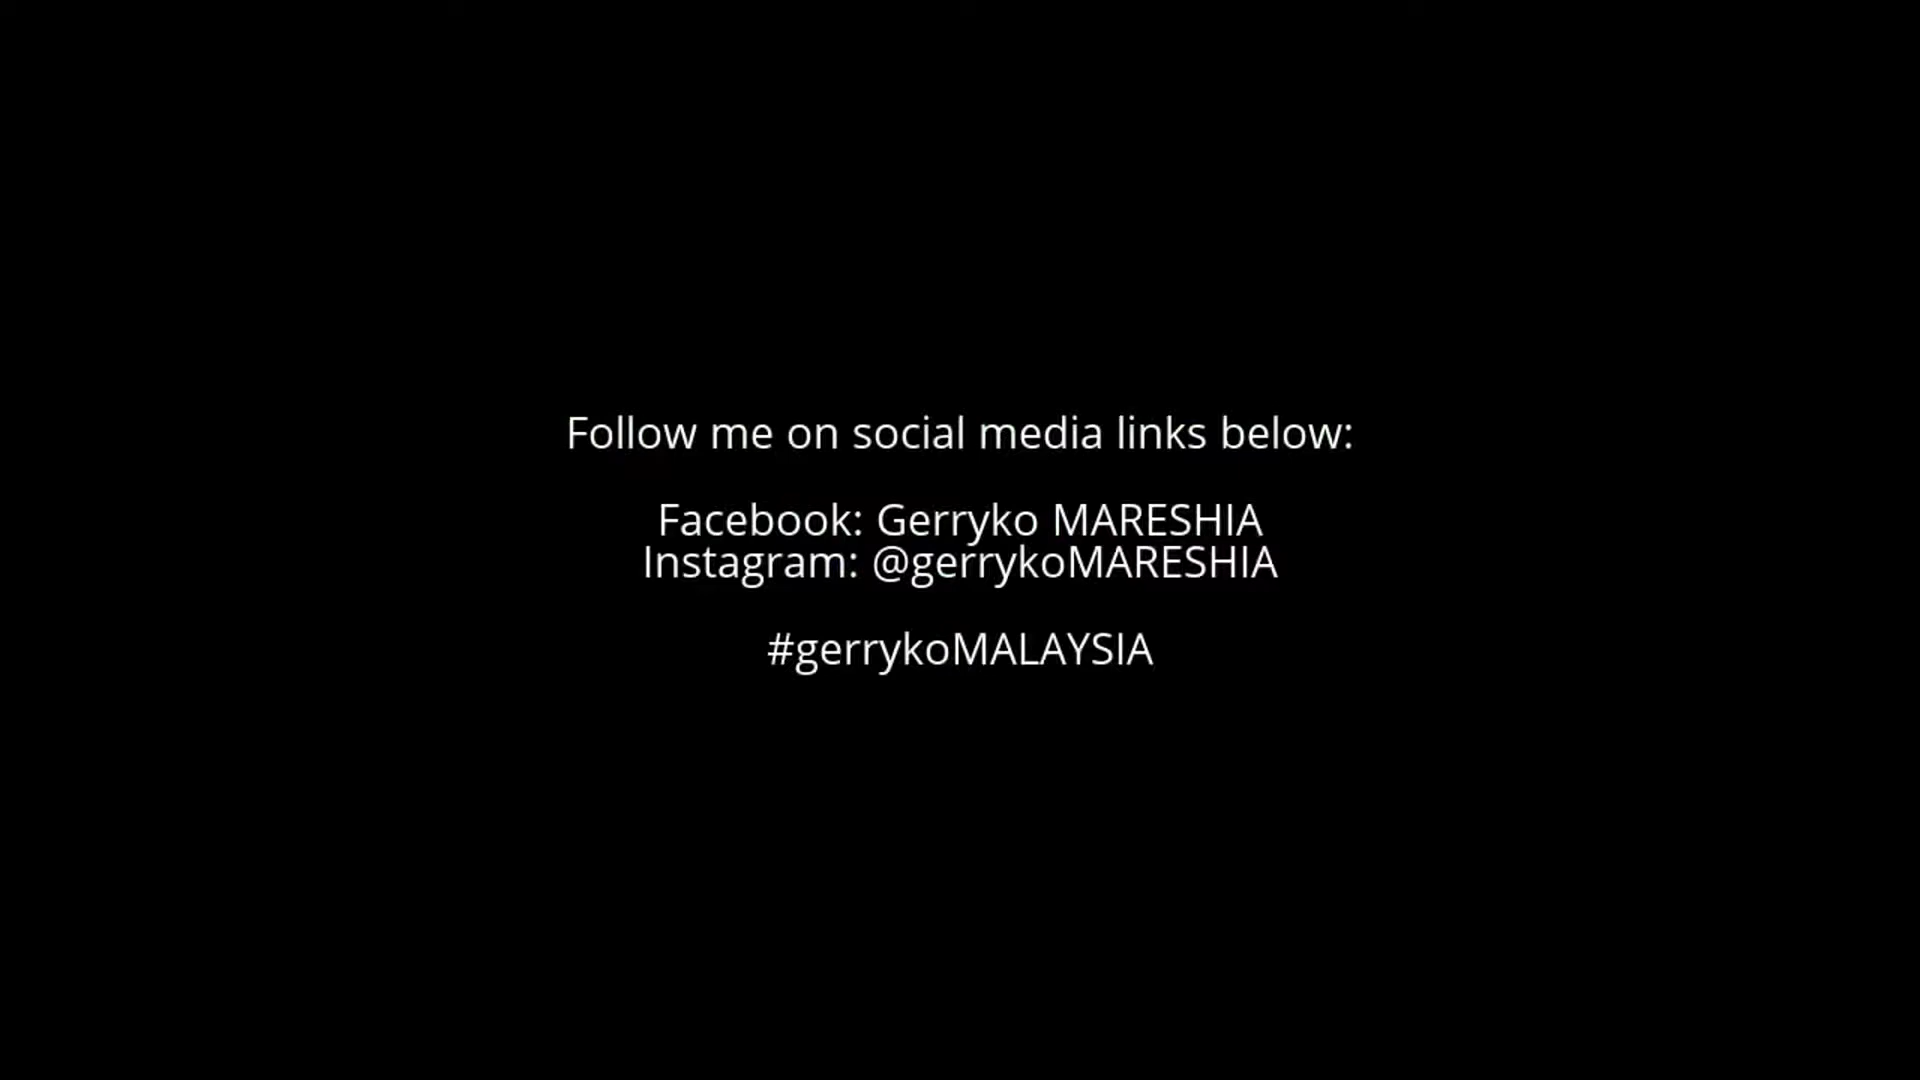 Follow me on social media links below:
Facebook: Gerryko MARESHIA
Instagram: @gerrykoMARESHIA
#gerrykoMALAYSIA